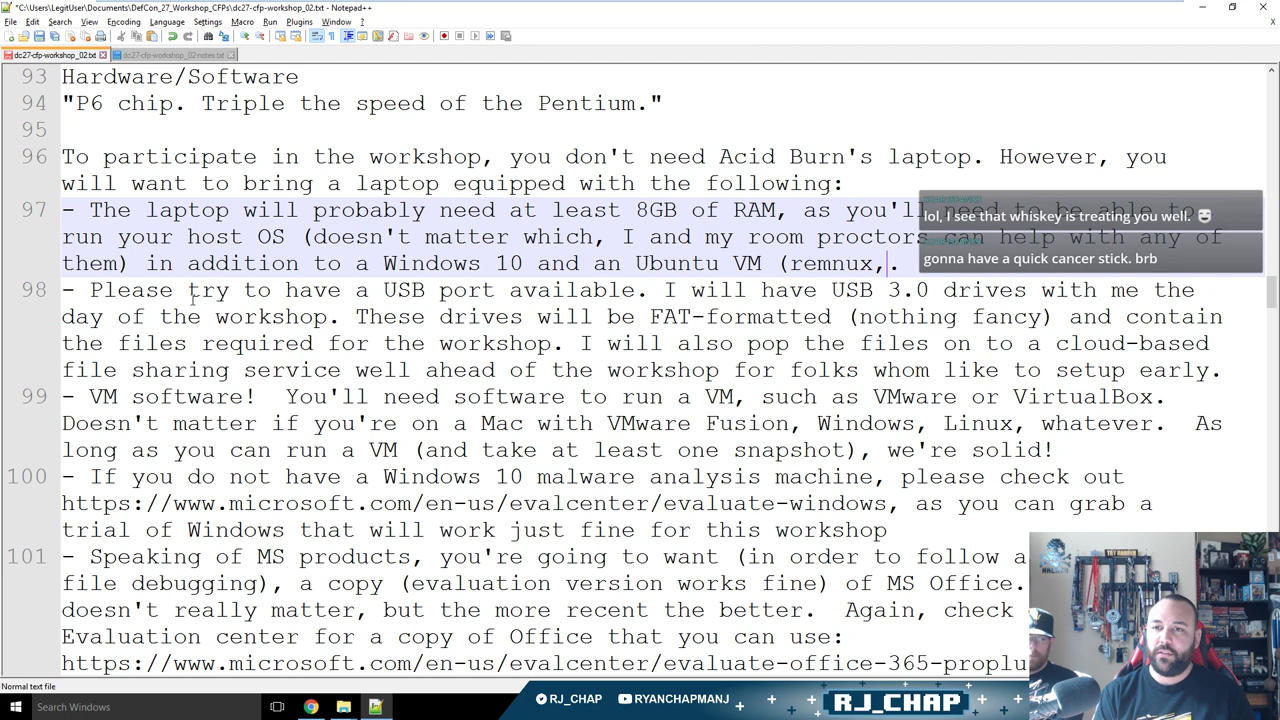 *C:\Users\LegitUser\Documents\DefCon_27_Workshop_CFPs\dc27-cfp-workshop_02.txt - Notepad++
File Edit Search View Encoding Language Settings Macro Run Plugins Window ?
X
dc27-cfp-workshop_02.txt dc27-cfp-workshop_02.notes.txt
93 Hardware/Software
94 "P6 chip. Triple the speed of the Pentium."
95
96 To participate in the workshop, you don't need Acid Burn's laptop. However, you
will want to bring a laptop equipped with the following:
97 - The laptop will probably need at least 8GB of RAM, as you'll need to be able to
run your host OS (doesn't matter which, I and my room proctors can help with any of
them) in additin to a Windows 10 and an Ubuntu VM (remnux,.
lol, I see that whiskey is treating you well.
gonna have a quick cancer stick. brb
98 - Please try to have a USB port available. I will have USB 3.0 drives with me the
day of the workshop. These drives will be FAT-formatted (nothing fancy) and contain
the files required for the workshop. I will also pop the files on to a cloud-based
file sharing service well ahead of the workshop for folks whom like to setup early.
99 - VM software! You'll need software to run a VM, such as VMware or VirtualBox.
Doesn't matter if you're on a Mac with VMware Fusion, Windows, Linux, whatever. As
long as you can run a VM (and take at least one snapshot), we're solid!
100 - If you do not have a Windows 10 malware analysis machine, please check out
https://www.microsoft.com/en-us/evalcenter/evaluate-windows, as you can grab a
trial of Windows that will work just fine for this workshop
101 - Speaking of MS products, you're going to want (in order to follow a
file debugging), a copy (evaluation version works fine) of MS Office.
doesn't really matter, but the more recent the better. Again, check
Evaluation center for a copy of Office that you can use:
https://www.microsoft.com/en-us/evalcenter/evaluate-office-365-proplu
Normal text file
Search Windows
RJ_CHAP RYANCHAPMANJ RJ_CHAP